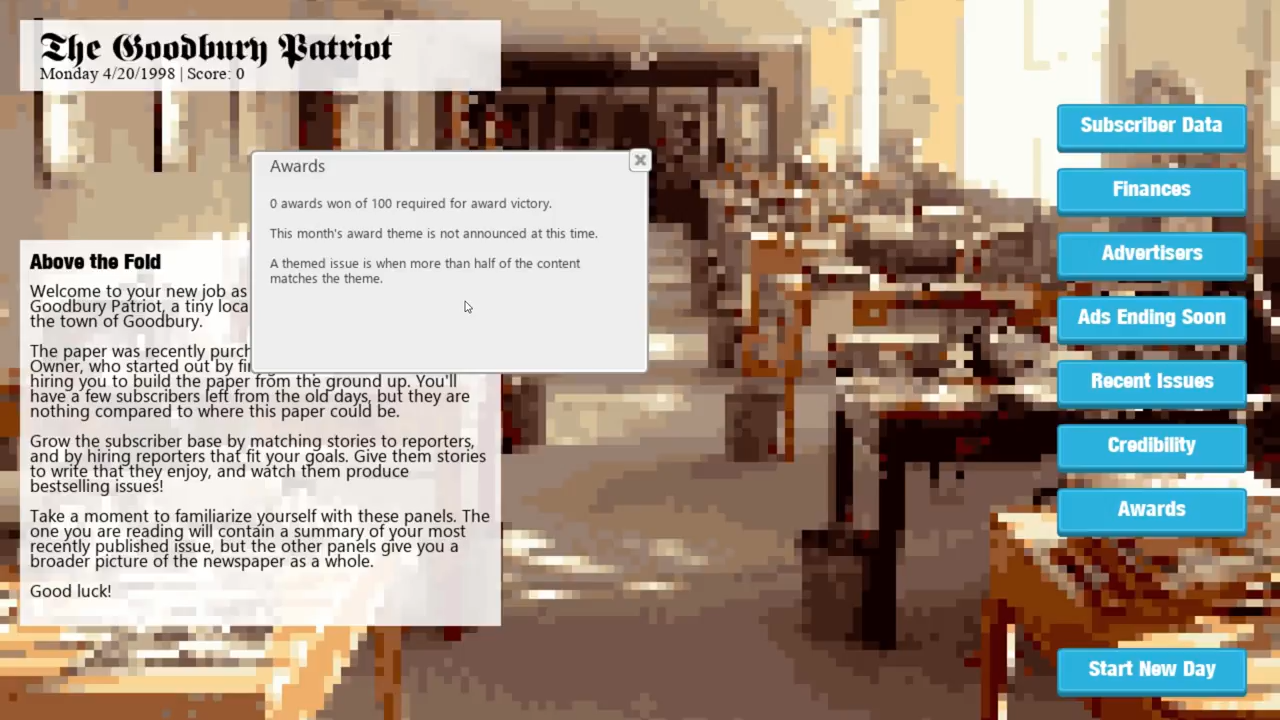 The Goodbury Patriot
Monday 4/20/1998 | Score: 0
Subscriber Data
Finances
Advertisers
Ads Ending Soon
Recent Issues
Credibility
Awards
Start New Day
Awards
0 awards won of 100 required for award victory.
This month's award theme is not announced at this time.
A themed issue is when more than half of the content
matches the theme.
Above the Fold
Welcome to your new job as
Goodbury Patriot, a tiny loca
the town of Goodbury.
The paper was recently purch
Owner, who started out by fir
hiring you to build the paper from the ground up. You'll
have a few subscribers left from the old days, but they are
nothing compared to where this paper could be.
Grow the subscriber base by matching stories to reporters,
and by hiring reporters that fit your goals. Give them stories
to write that they enjoy, and watch them produce
bestselling issues!
Take a moment to familiarize yourself with these panels. The
one you are reading will contain a summary of your most
recently published issue, but the other panels give you a
broader picture of the newspaper as a whole.
Good luck!